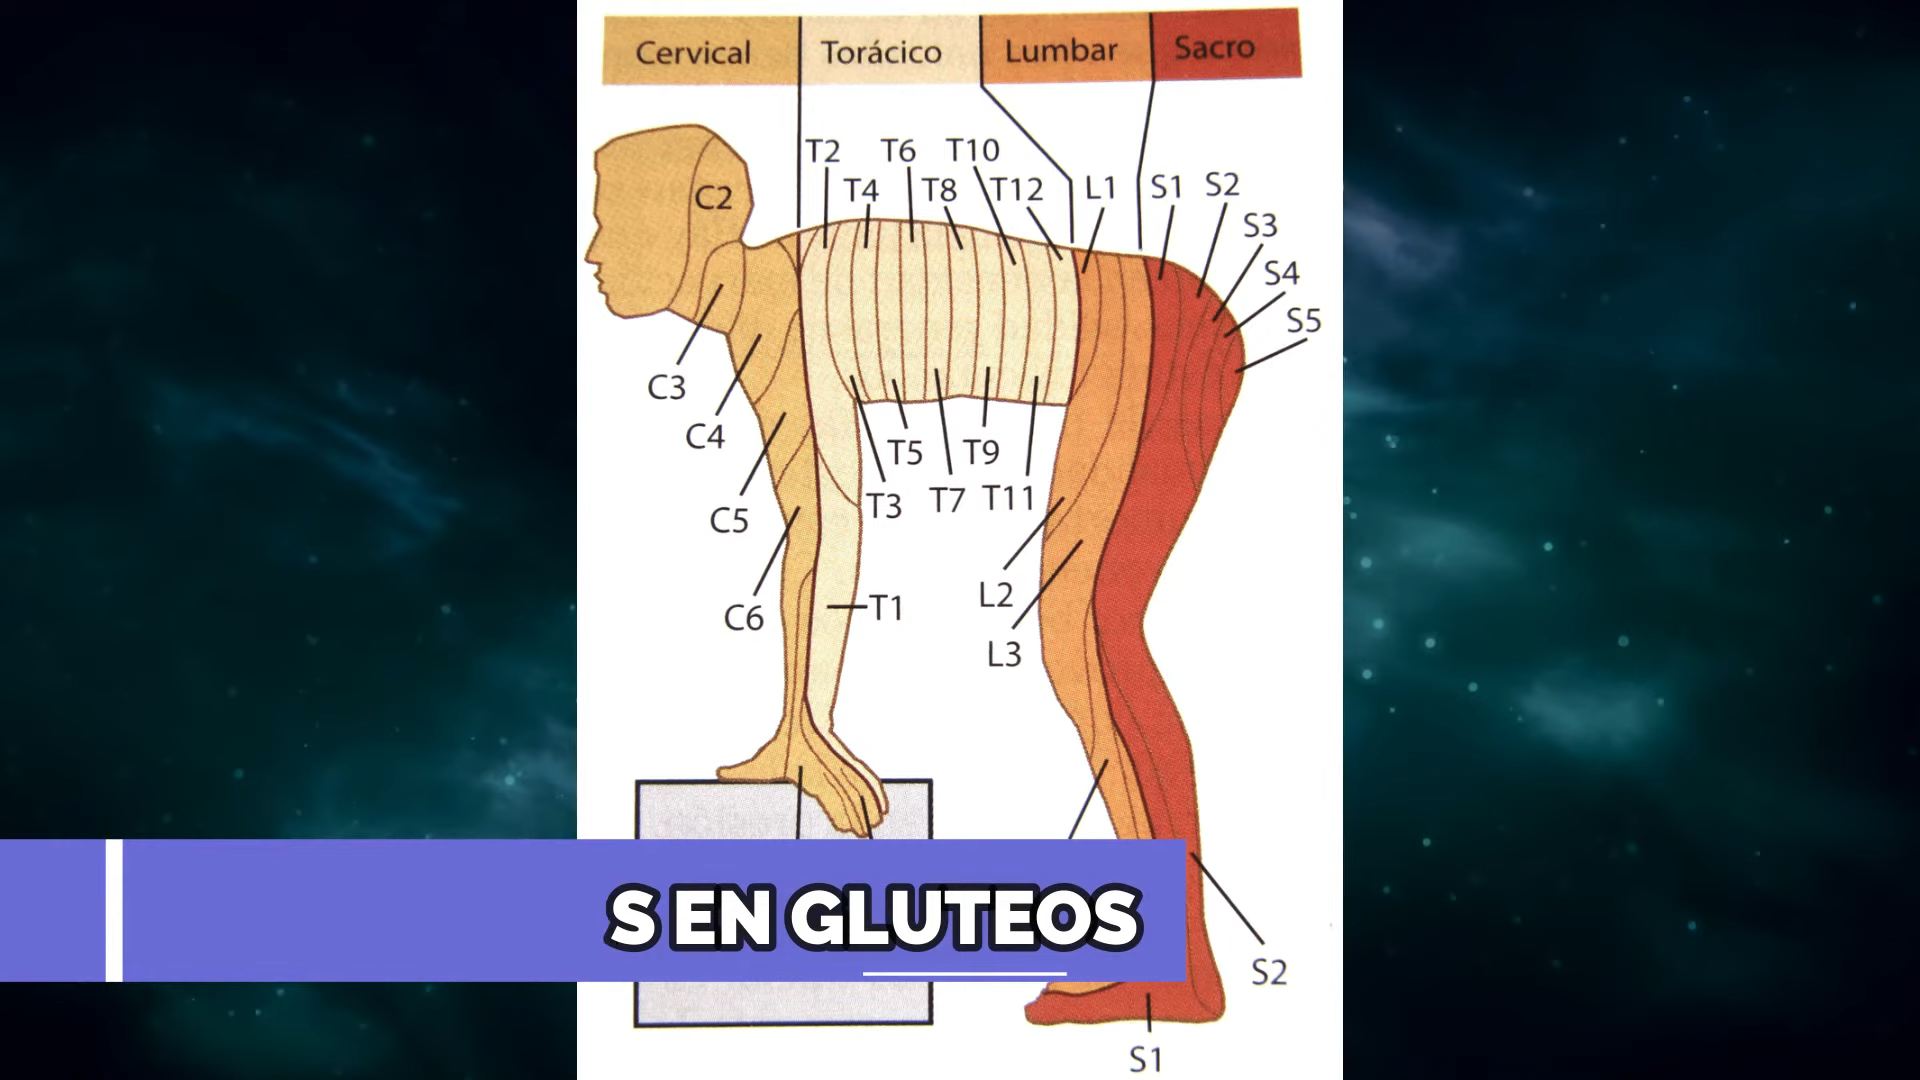 Cervical Torácico Lumbar Sacro
T2 T6 T10
C2 T4 T8 T12 L1 S1 S2
S3
S4
S5
C3
C4 T5 T9
C5 T3 T7 T11
C6 T1 L2
L3
S EN GLUTEOS
S2
S1